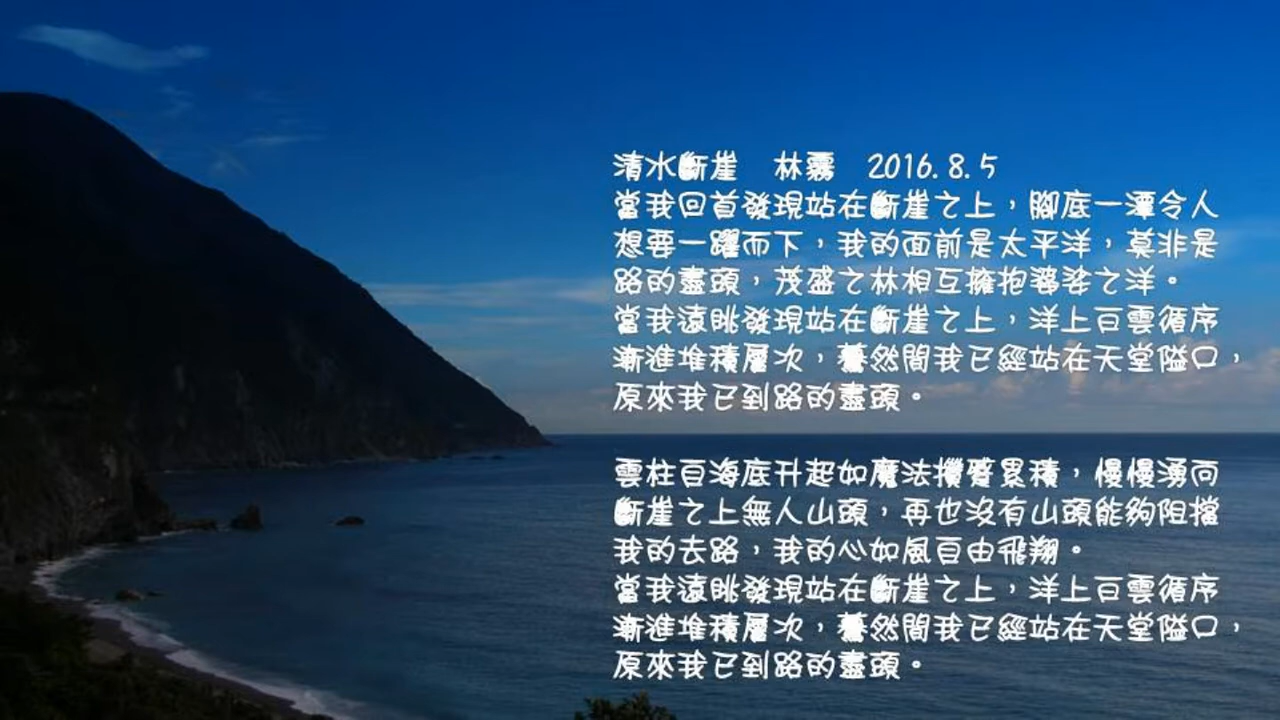 清水斷崖 林霧 2016.8.5
當我回首發現站在斷崖之上，腳底一潭令人
想要一躍而下，我的面前是太平洋，莫非是
路的盡頭，茂盛之林相互擁抱婆娑之洋。
當我遠眺發現站在斷崖之上，洋上白雲循序
漸進堆積層次，驀然間我已經站在天堂隘口，
原來我已到路的盡頭。
雲柱自海底升起如魔法攬臂累積，慢慢湧向
斷崖之上無人山頭，再也沒有山頭能夠阻擋
我的去路，我的心如風自由飛翔。
當我遠眺發現站在斷崖之上，洋上白雲循序
漸進堆積層次，驀然間我已經站在天堂隘口，
原來我已到路的盡頭。